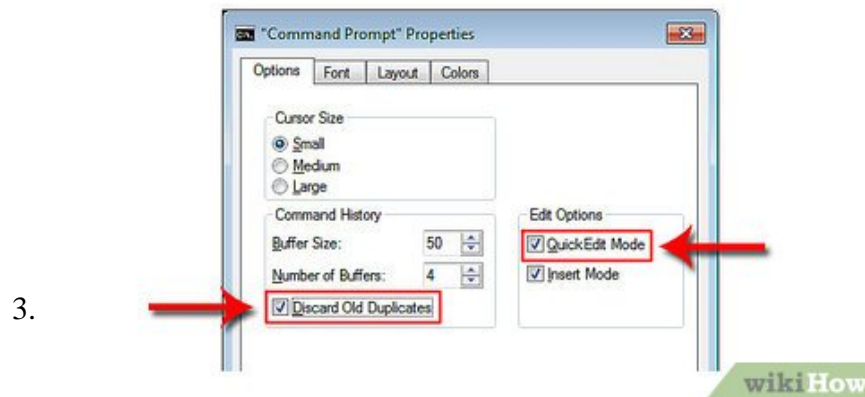 "Command Prompt" Properties
Options Font Layout Colors
Cursor Size
Small
Medium
Large
Command History
Buffer Size: 50
Number of Buffers: 4
Discard Old Duplicates
Edit Options
QuickEdit Mode
Insert Mode
3.
wikiHow